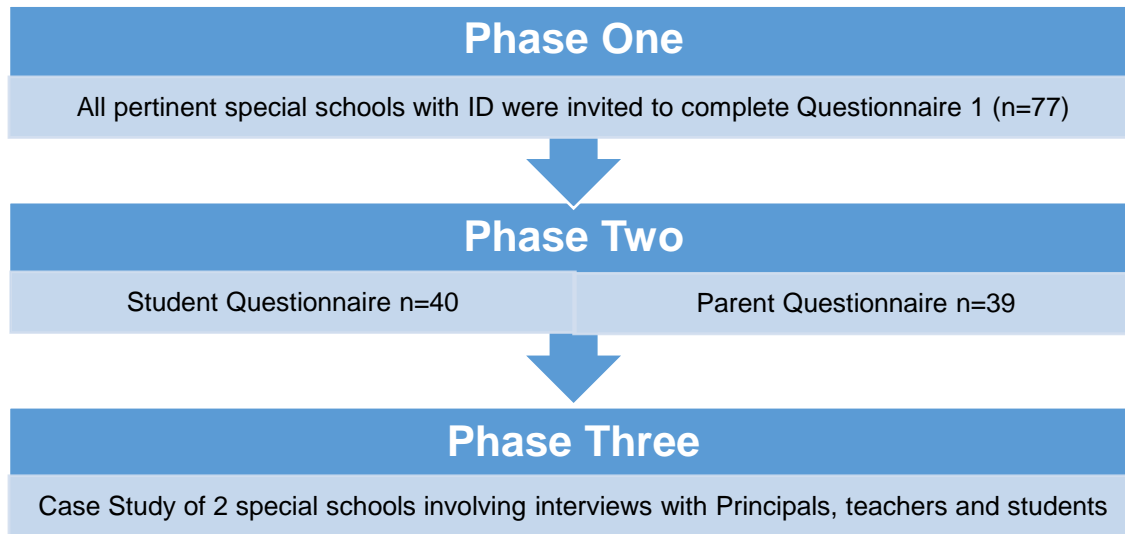 Phase One
All pertinent special schools with ID were invited to complete Questionnaire 1 (n=77)
Phase Two
Student Questionnaire n=40
Parent Questionnaire n=39
Phase Three
Case Study of 2 special schools involving interviews with Principals, teachers and students